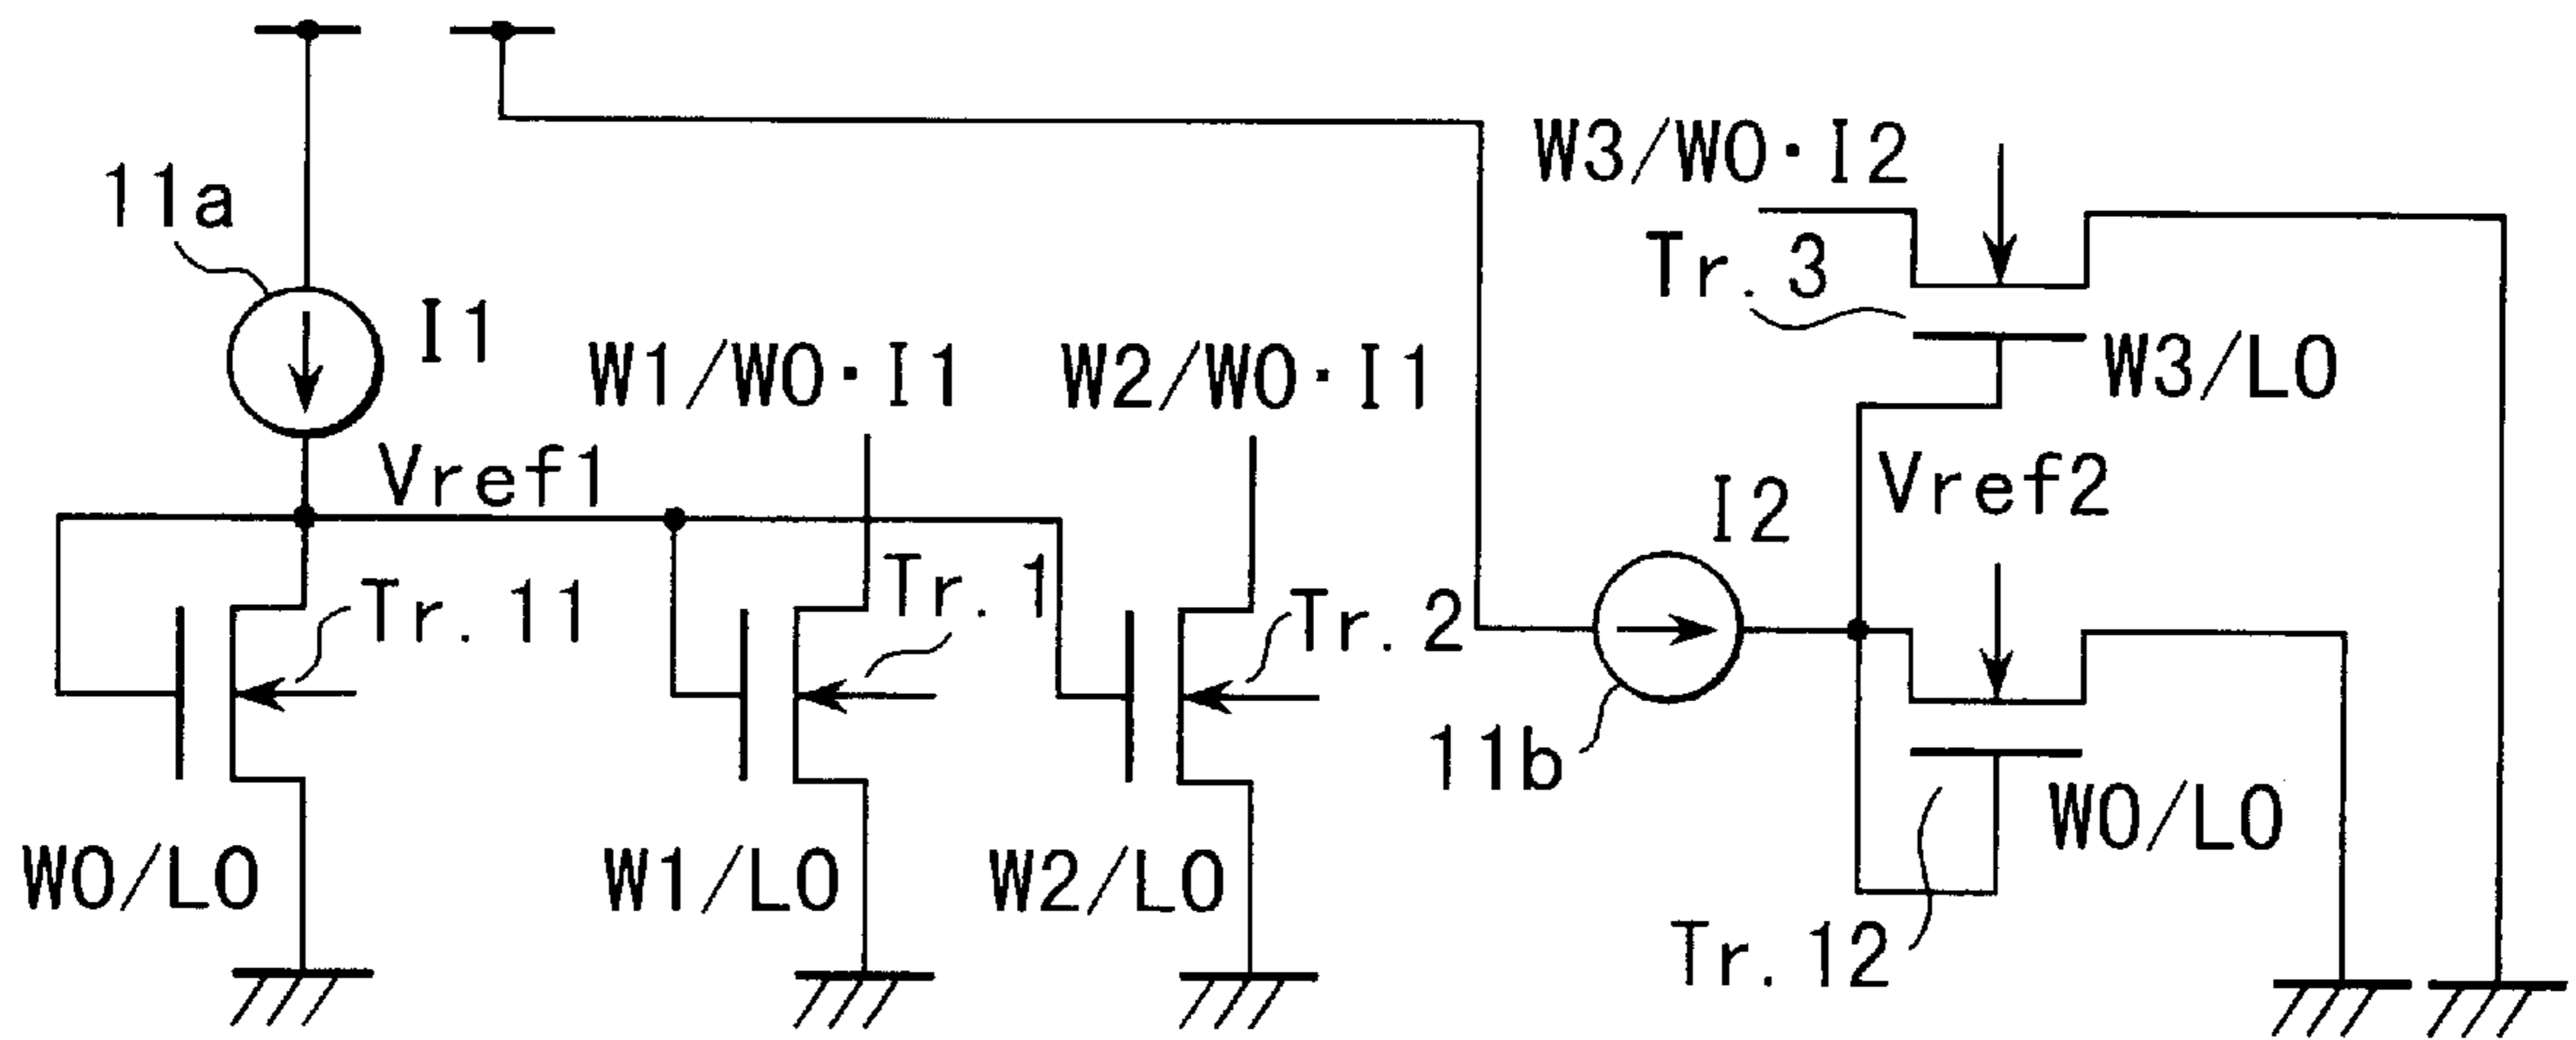 11a
I1
Vref1
Tr. 11
W0/L0
W1/W0·I1
Tr. 1
W1/L0
W2/W0·I1
Tr. 2
W2/L0
W3/W0·I2
Tr. 3
W3/L0
I2
Vref2
11b
W0/L0
Tr. 12